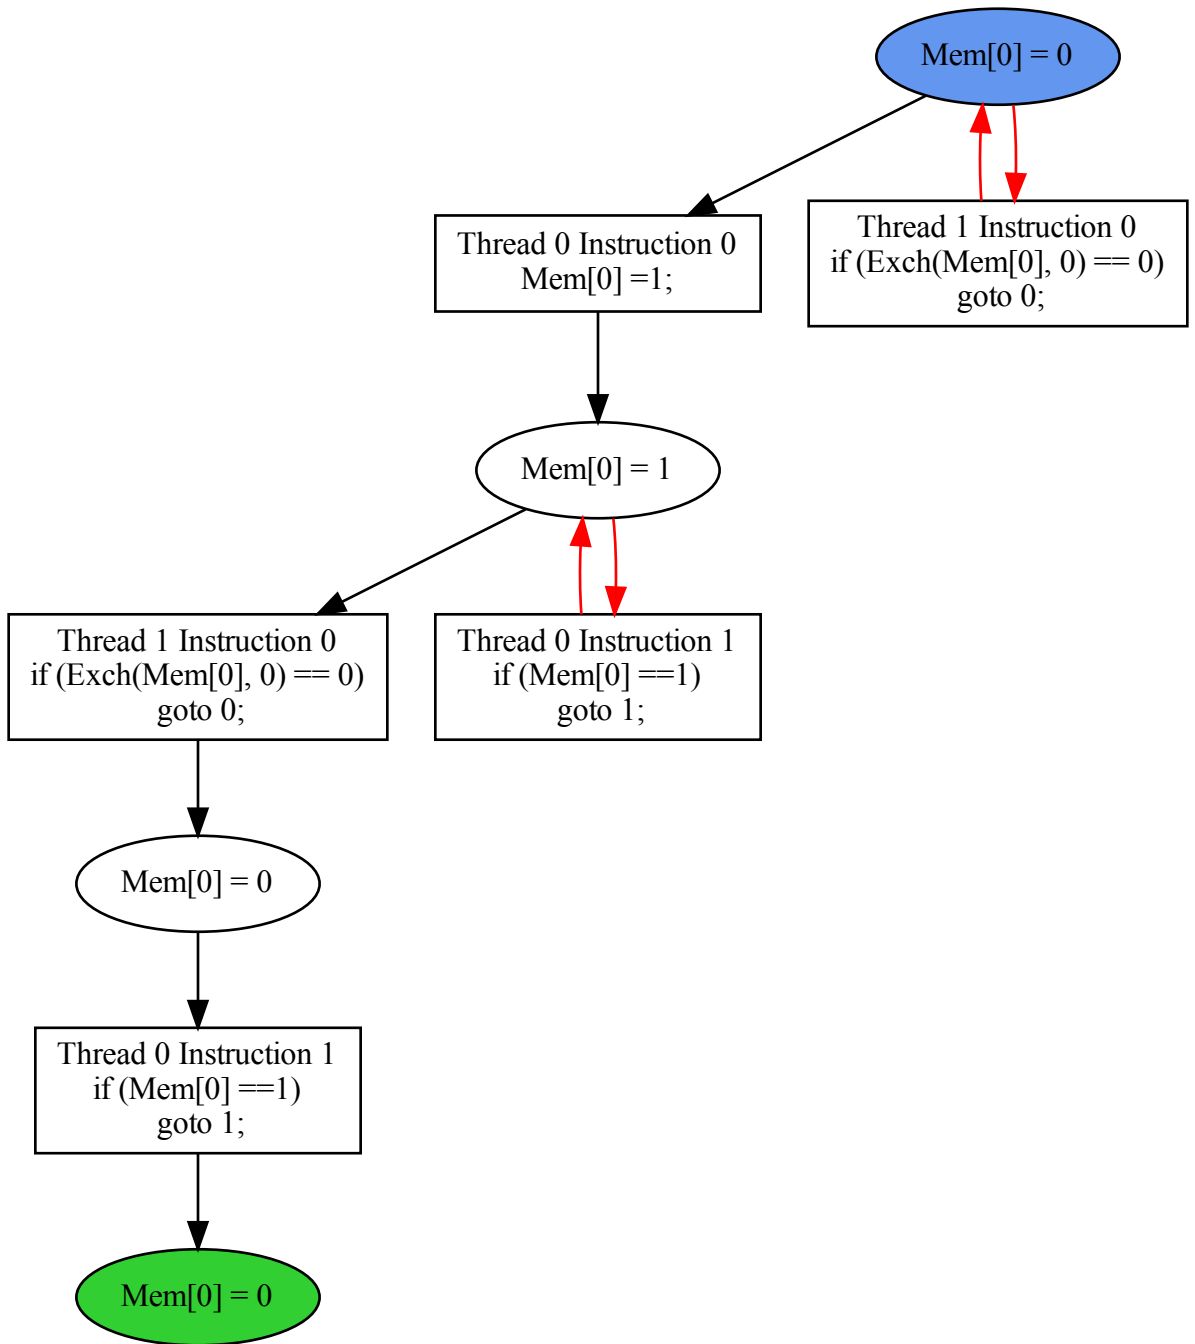 Mem[0] = 0
Thread 0 Instruction 0
Mem[0] =1;
Thread 1 Instruction 0
if (Exch(Mem[0], 0) == 0)
goto 0;
Mem[0] = 1
Thread 1 Instruction 0
if (Exch(Mem[0], 0) == 0)
goto 0;
Thread 0 Instruction 1
if (Mem[0] ==1)
goto 1;
Mem[0] = 0
Thread 0 Instruction 1
if (Mem[0] ==1)
goto 1;
Mem[0] = 0